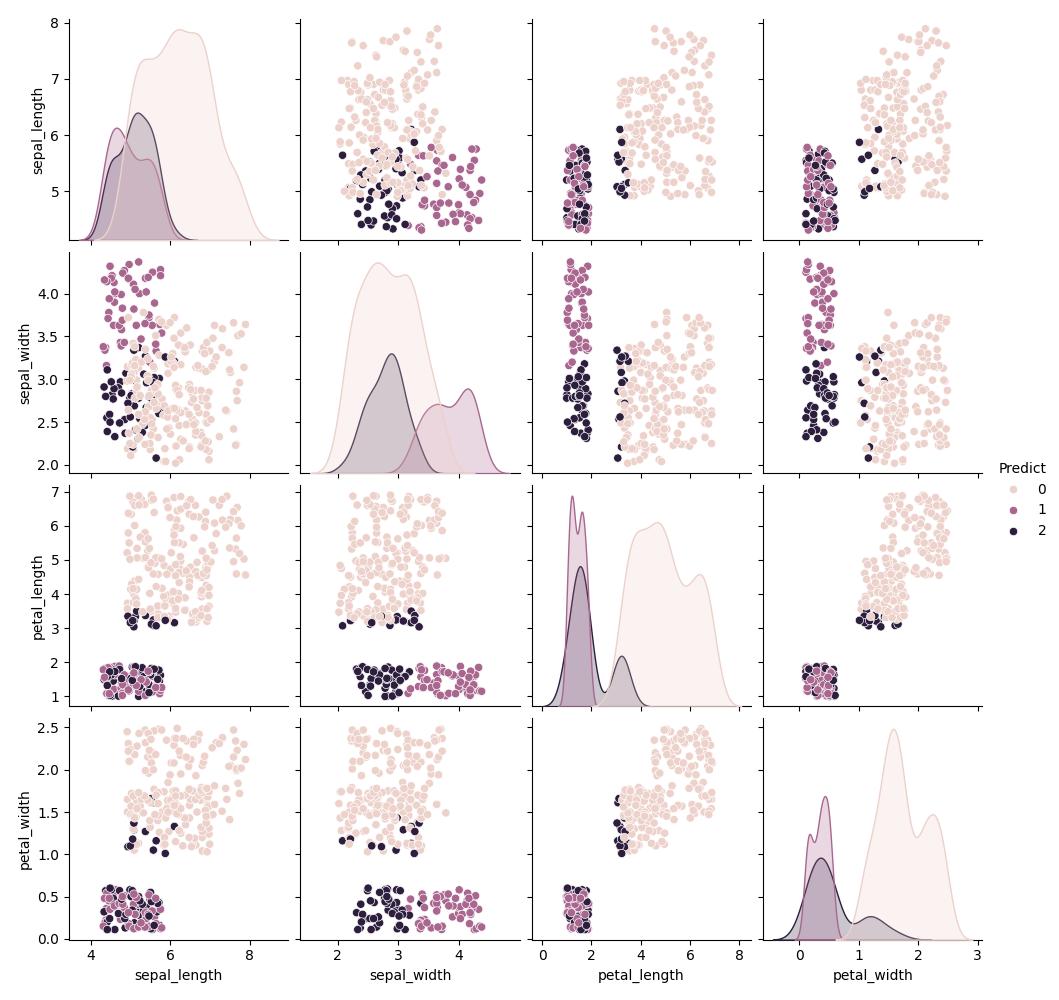 sepal_length
8
7
6
5
sepal_width
4.0
3.5
3.0
2.5
2.0
petal_length
7
6
5
4
3
2
1
petal_width
2.5
2.0
1.5
1.0
0.5
0.0
4 6 8
sepal_length
2 3 4
sepal_width
0 2 4 6 8
petal_length
0 1 2 3
petal_width
Predict
0
1
2